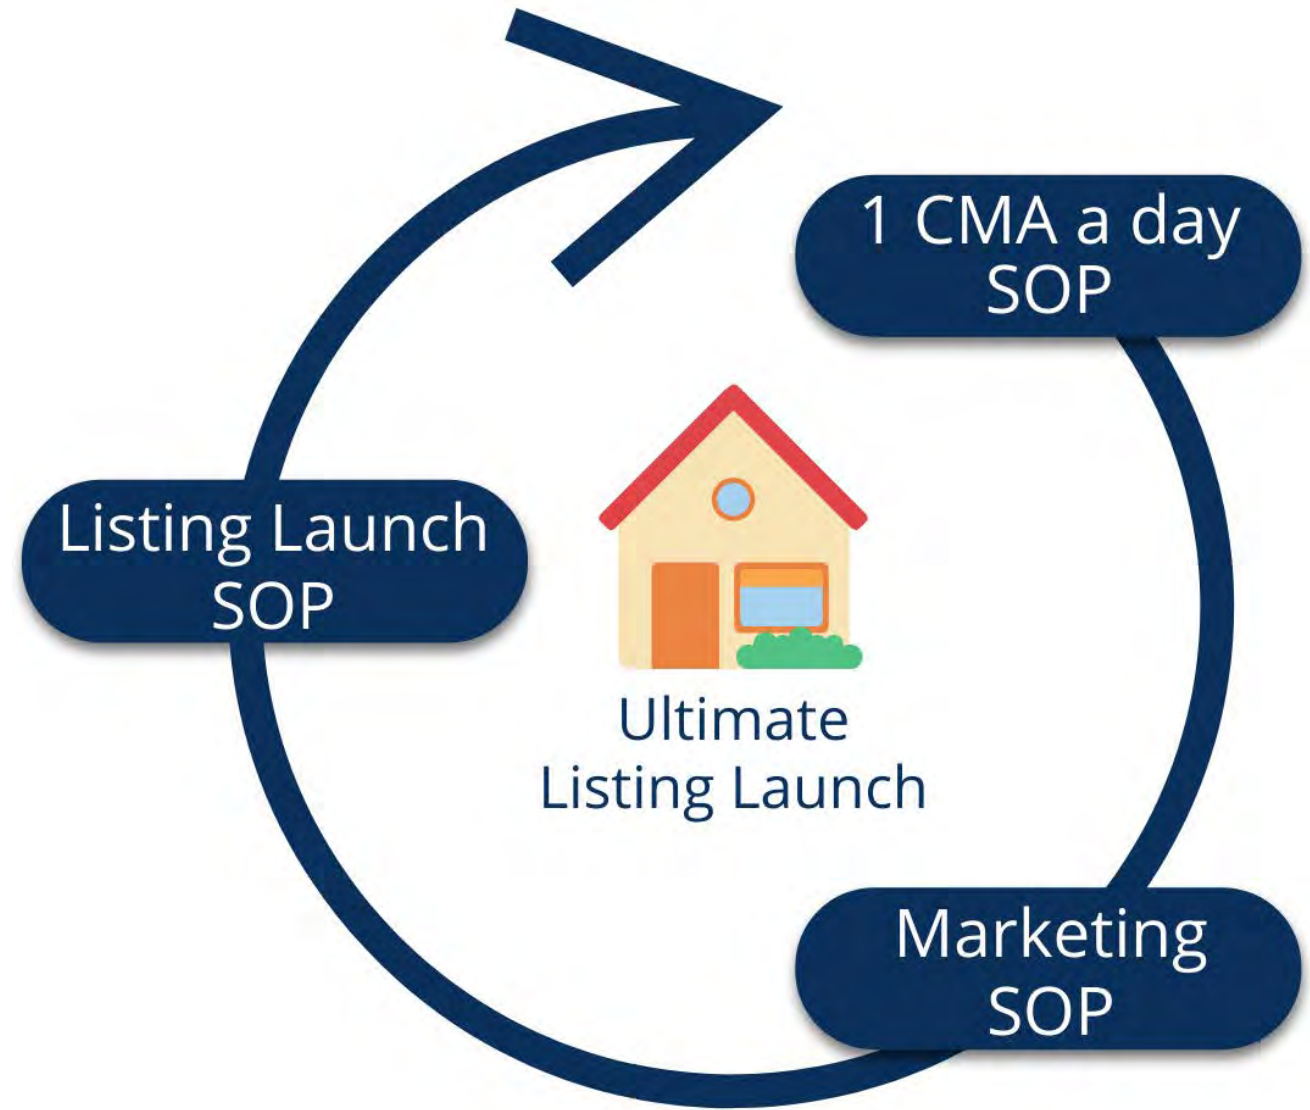 1 CMA a day
SOP
Listing Launch
SOP
Ultimate
Listing Launch
Marketing
SOP